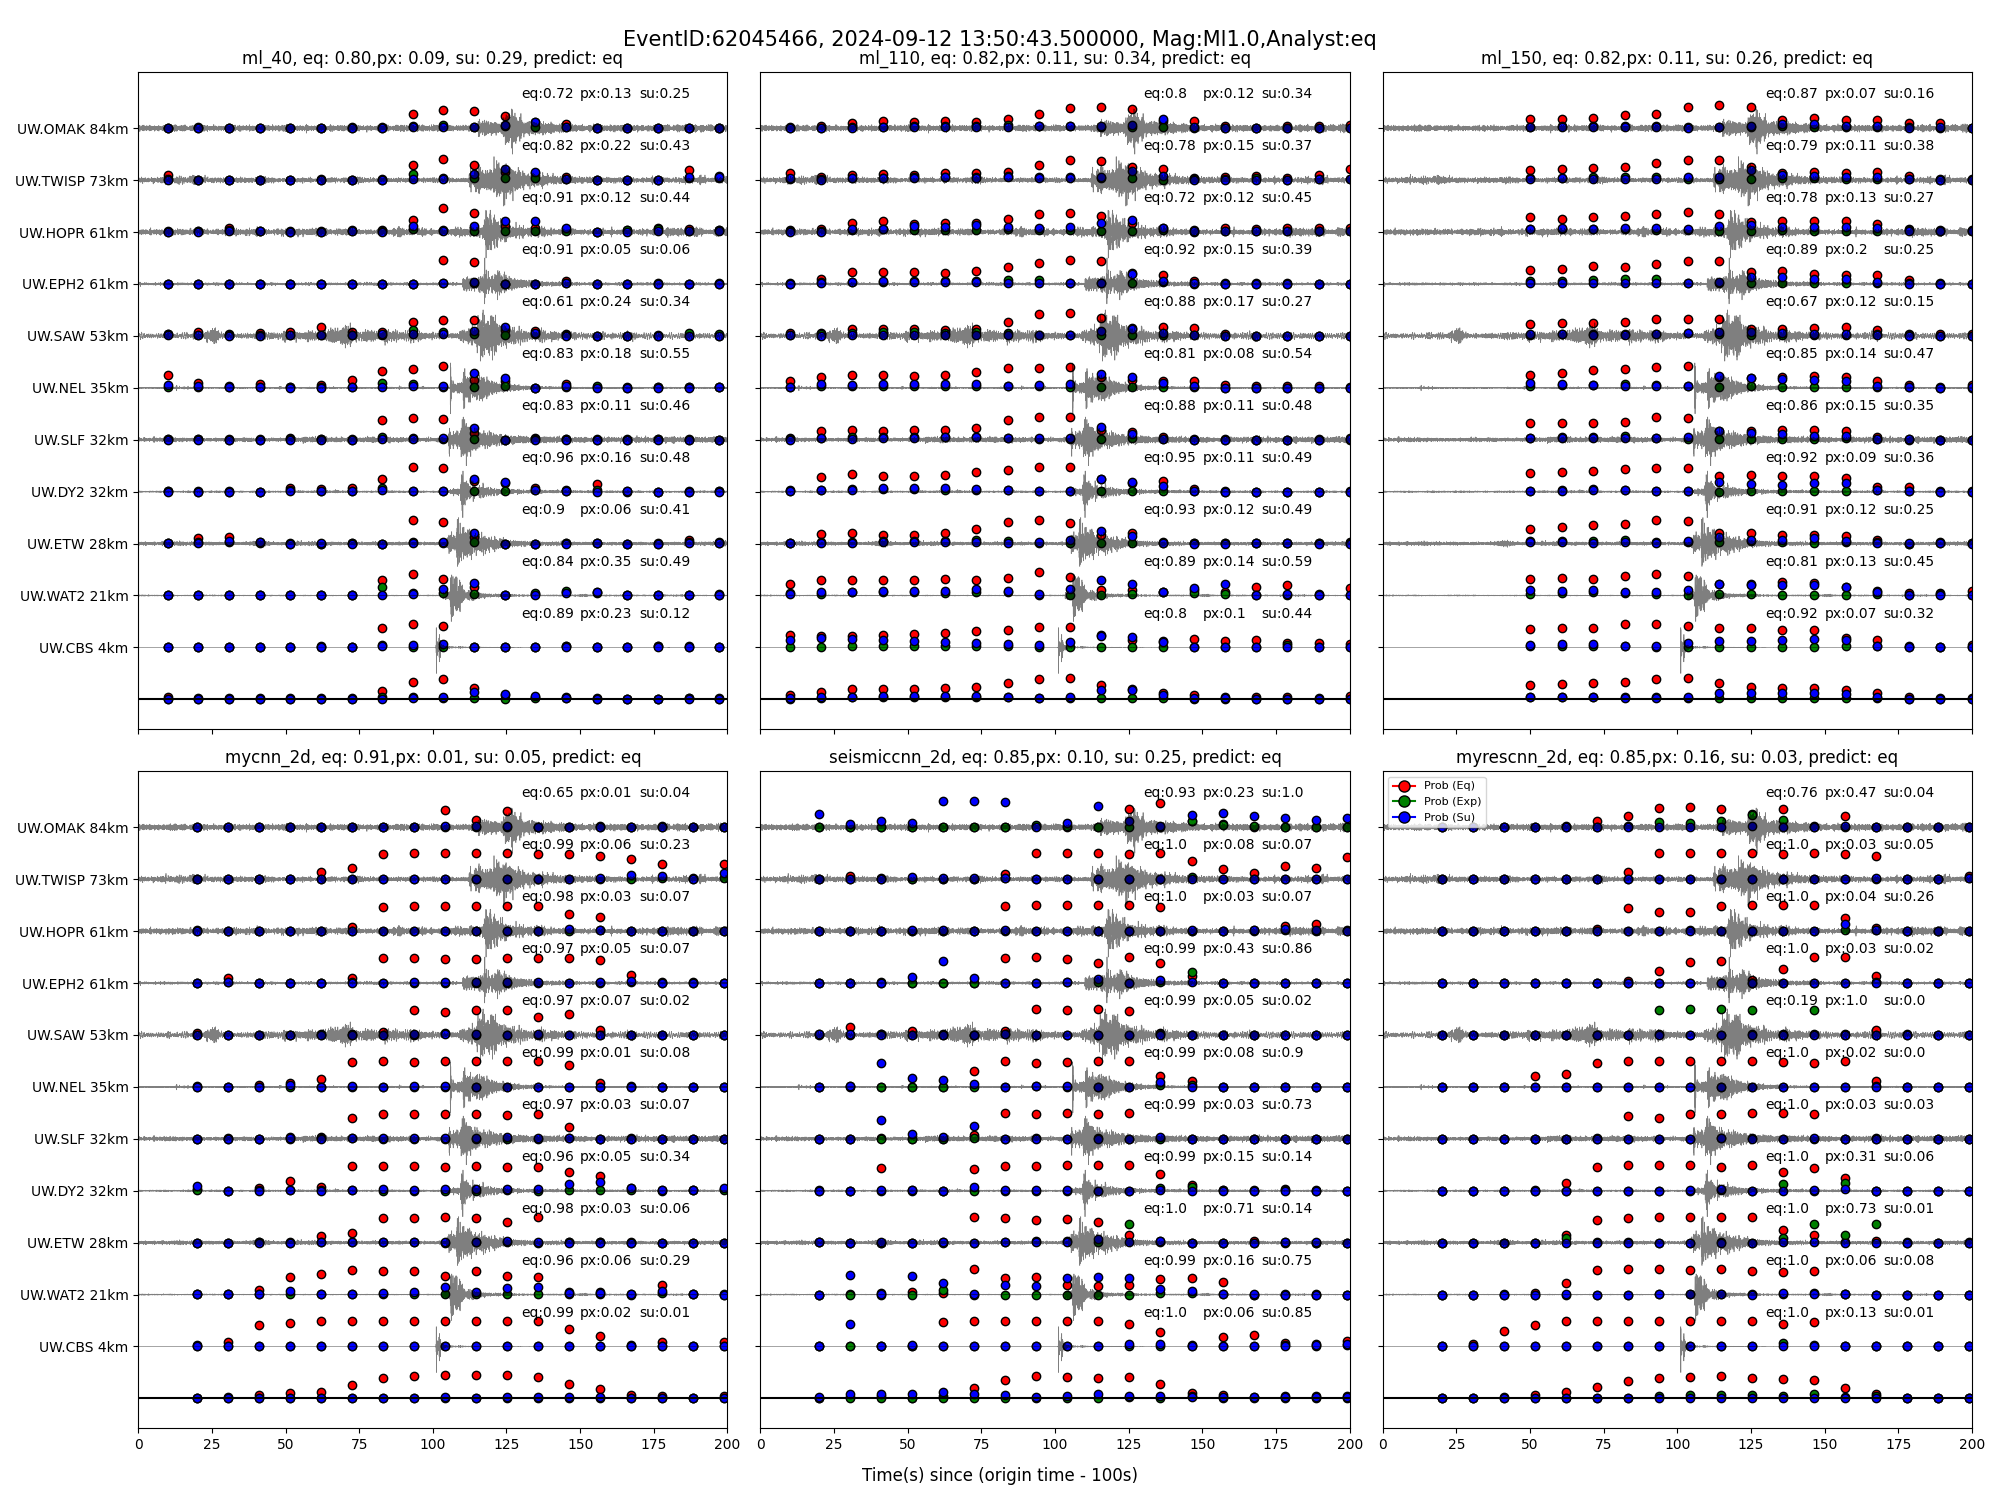 EventID:62045466, 2024-09-12 13:50:43.500000, Mag:Ml1.0,Analyst:eq
ml_40, eq: 0.80,px: 0.09, su: 0.29, predict: eq
UW.OMAK 84km
eq:0.72 px:0.13 su:0.25
UW.TWISP 73km
eq:0.82 px:0.22 su:0.43
UW.HOPR 61km
eq:0.91 px:0.12 su:0.44
UW.EPH2 61km
eq:0.91 px:0.05 su:0.06
UW.SAW 53km
eq:0.61 px:0.24 su:0.34
UW.NEL 35km
eq:0.83 px:0.18 su:0.55
UW.SLF 32km
eq:0.83 px:0.11 su:0.46
UW.DY2 32km
eq:0.96 px:0.16 su:0.48
UW.ETW 28km
eq:0.9 px:0.06 su:0.41
UW.WAT2 21km
eq:0.84 px:0.35 su:0.49
UW.CBS 4km
eq:0.89 px:0.23 su:0.12
ml_110, eq: 0.82,px: 0.11, su: 0.34, predict: eq
eq:0.8 px:0.12 su:0.34
eq:0.78 px:0.15 su:0.37
eq:0.72 px:0.12 su:0.45
eq:0.92 px:0.15 su:0.39
eq:0.88 px:0.17 su:0.27
eq:0.81 px:0.08 su:0.54
eq:0.88 px:0.11 su:0.48
eq:0.95 px:0.11 su:0.49
eq:0.93 px:0.12 su:0.49
eq:0.89 px:0.14 su:0.59
eq:0.8 px:0.1 su:0.44
ml_150, eq: 0.82,px: 0.11, su: 0.26, predict: eq
eq:0.87 px:0.07 su:0.16
eq:0.79 px:0.11 su:0.38
eq:0.78 px:0.13 su:0.27
eq:0.89 px:0.2 su:0.25
eq:0.67 px:0.12 su:0.15
eq:0.85 px:0.14 su:0.47
eq:0.86 px:0.15 su:0.35
eq:0.92 px:0.09 su:0.36
eq:0.91 px:0.12 su:0.25
eq:0.81 px:0.13 su:0.45
eq:0.92 px:0.07 su:0.32
mycnn_2d, eq: 0.91,px: 0.01, su: 0.05, predict: eq
UW.OMAK 84km
eq:0.65 px:0.01 su:0.04
UW.TWISP 73km
eq:0.99 px:0.06 su:0.23
UW.HOPR 61km
eq:0.98 px:0.03 su:0.07
UW.EPH2 61km
eq:0.97 px:0.05 su:0.07
UW.SAW 53km
eq:0.97 px:0.07 su:0.02
UW.NEL 35km
eq:0.99 px:0.01 su:0.08
UW.SLF 32km
eq:0.97 px:0.03 su:0.07
UW.DY2 32km
eq:0.96 px:0.05 su:0.34
UW.ETW 28km
eq:0.98 px:0.03 su:0.06
UW.WAT2 21km
eq:0.96 px:0.06 su:0.29
UW.CBS 4km
eq:0.99 px:0.02 su:0.01
0 25 50 75 100 125 150 175 200
seismiccnn_2d, eq: 0.85,px: 0.10, su: 0.25, predict: eq
eq:0.93 px:0.23 su:1.0
eq:1.0 px:0.08 su:0.07
eq:1.0 px:0.03 su:0.07
eq:0.99 px:0.43 su:0.86
eq:0.99 px:0.05 su:0.02
eq:0.99 px:0.08 su:0.9
eq:0.99 px:0.03 su:0.73
eq:0.99 px:0.15 su:0.14
eq:1.0 px:0.71 su:0.14
eq:0.99 px:0.16 su:0.75
eq:1.0 px:0.06 su:0.85
0 25 50 75 100 125 150 175 200
myrescnn_2d, eq: 0.85,px: 0.16, su: 0.03, predict: eq
Prob (Eq)
Prob (Exp)
Prob (Su)
eq:0.76 px:0.47 su:0.04
eq:1.0 px:0.03 su:0.05
eq:1.0 px:0.04 su:0.26
eq:1.0 px:0.03 su:0.02
eq:0.19 px:1.0 su:0.0
eq:1.0 px:0.02 su:0.0
eq:1.0 px:0.03 su:0.03
eq:1.0 px:0.31 su:0.06
eq:1.0 px:0.73 su:0.01
eq:1.0 px:0.06 su:0.08
eq:1.0 px:0.13 su:0.01
0 25 50 75 100 125 150 175 200
Time(s) since (origin time - 100s)